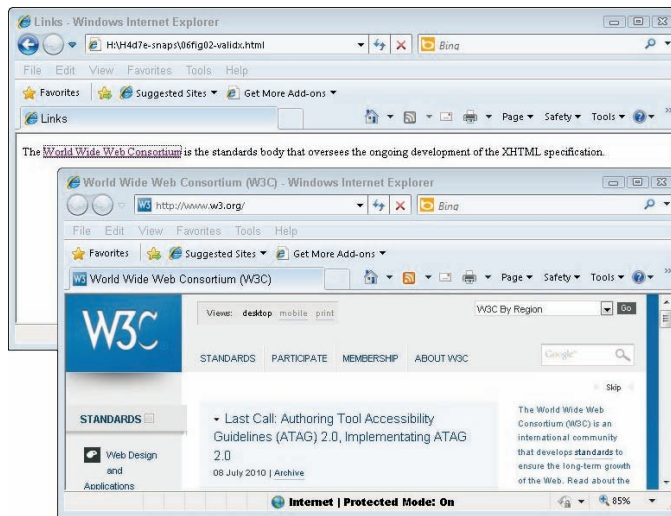 Links - Windows Internet Explorer
H:\H4d7e-snaps\06fig02-validx.html
Bing
File Edit View Favorites Tools Help
Favorites Suggested Sites Get More Add-ons
Links
Page Safety Tools
The World Wide Web Consortium is the standards body that oversees the ongoing development of the XHTML specification.
World Wide Web Consortium (W3C) - Windows Internet Explorer
http://www.w3.org/
Bing
File Edit View Favorites Tools Help
Favorites Suggested Sites Get More Add-ons
World Wide Web Consortium (W3C)
Page Safety Tools
W3C
Views: desktop mobile print
W3C By Region Go
STANDARDS PARTICIPATE MEMBERSHIP ABOUT W3C
Google
Skip
STANDARDS
Web Design
and
Applications
Last Call: Authoring Tool Accessibility
Guidelines (ATAG) 2.0, Implementating ATAG
2.0
08 July 2010 | Archive
The World Wide Web
Consortium (W3C) is an
international community
that develops standards to
ensure the long-term growth
of the Web. Read about the
Internet | Protected Mode: On
85%